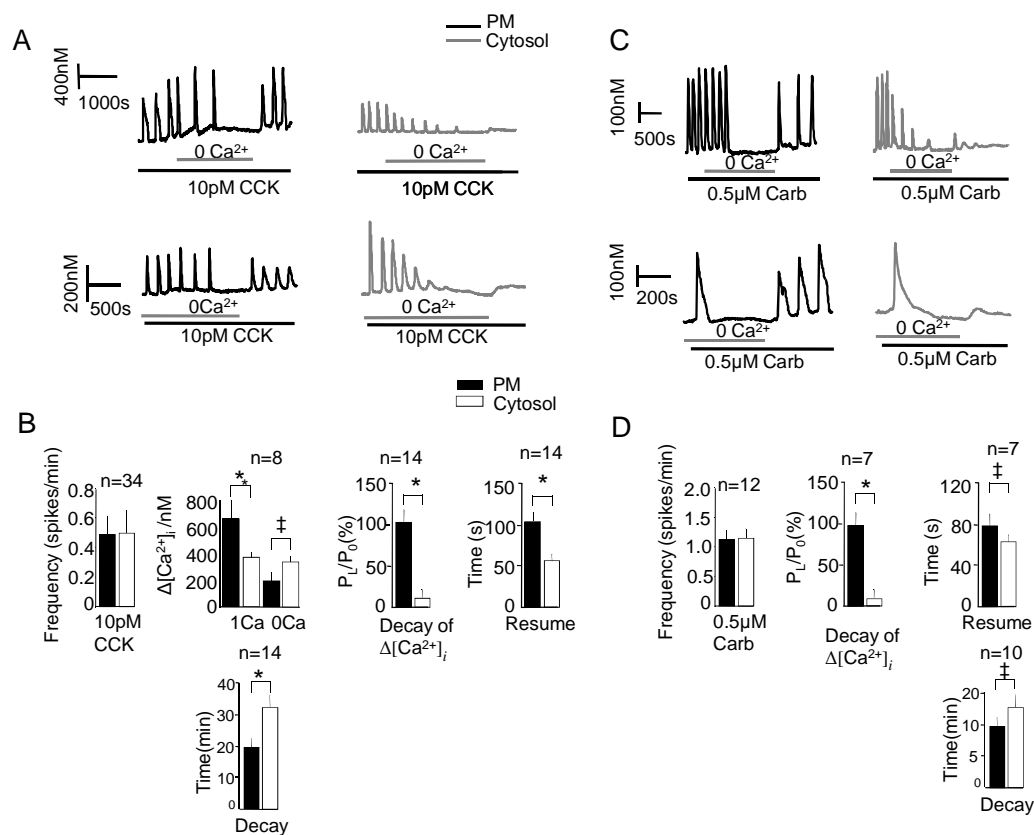 A
PM
Cytosol
400nM
1000s
0 Ca²⁺
10pM CCK
0 Ca²⁺
10pM CCK
200nM
500s
0Ca²⁺
10pM CCK
0 Ca²⁺
10pM CCK
C
100nM
500s
0 Ca²⁺
0.5µM Carb
0 Ca²⁺
0.5µM Carb
100nM
200s
0 Ca²⁺
0.5µM Carb
0 Ca²⁺
0.5µM Carb
PM
Cytosol
B
Frequency (spikes/min)
n=34
0.8
0.6
0.4
0.2
0
10pM
CCK
Δ[Ca²⁺]ᵢ/nM
n=8
* *
‡
800
600
400
200
0
1Ca 0Ca
P_L/P_0(%)
n=14
*
150
100
50
0
Decay of
Δ[Ca²⁺]ᵢ
Time (s)
n=14
*
150
100
50
0
Resume
Time(min)
n=14
*
40
30
20
10
0
Decay
D
Frequency (spikes/min)
n=12
2.0
1.5
1.0
0.5
0
0.5µM
Carb
P_L/P_0(%)
n=7
*
150
100
50
0
Decay of
Δ[Ca²⁺]ᵢ
Time (s)
n=7
‡
120
80
40
0
Resume
Time(min)
n=10
‡
20
15
10
5
0
Decay